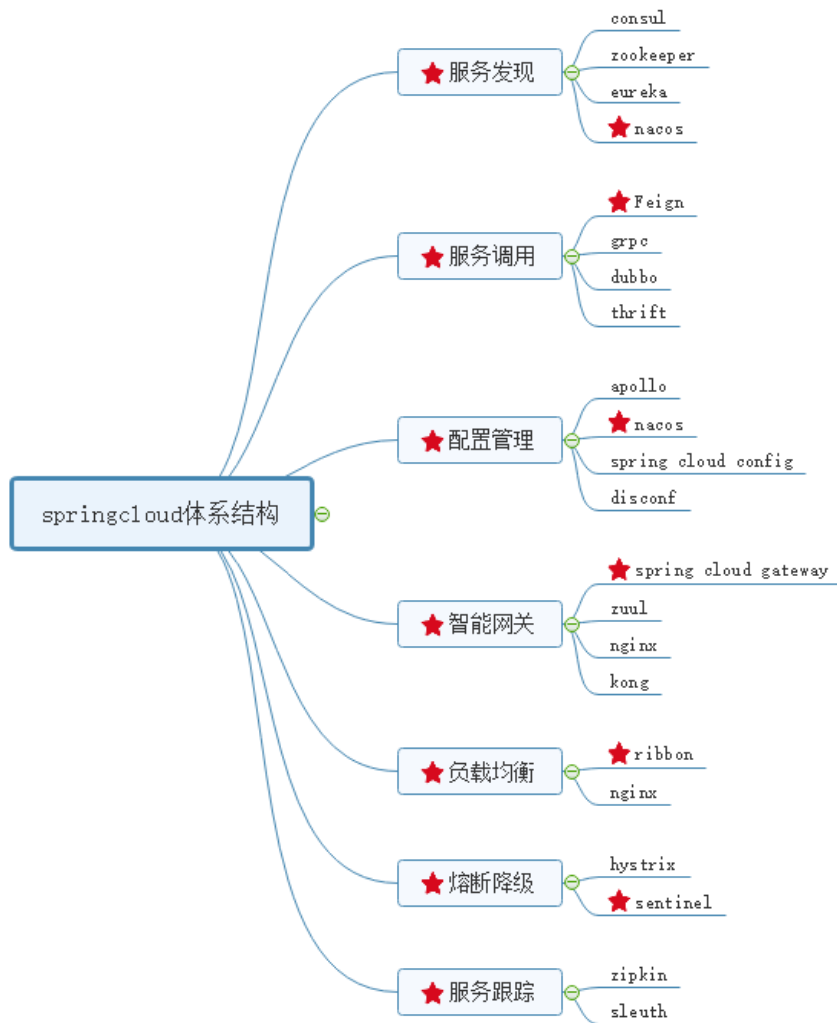 springcloud体系结构
服务发现
consul
zookeeper
eureka
nacos
服务调用
Feign
grpc
dubbo
thrift
配置管理
apollo
nacos
spring cloud config
disconf
智能网关
spring cloud gateway
zuul
nginx
kong
负载均衡
ribbon
nginx
熔断降级
hystrix
sentinel
服务跟踪
zipkin
sleuth